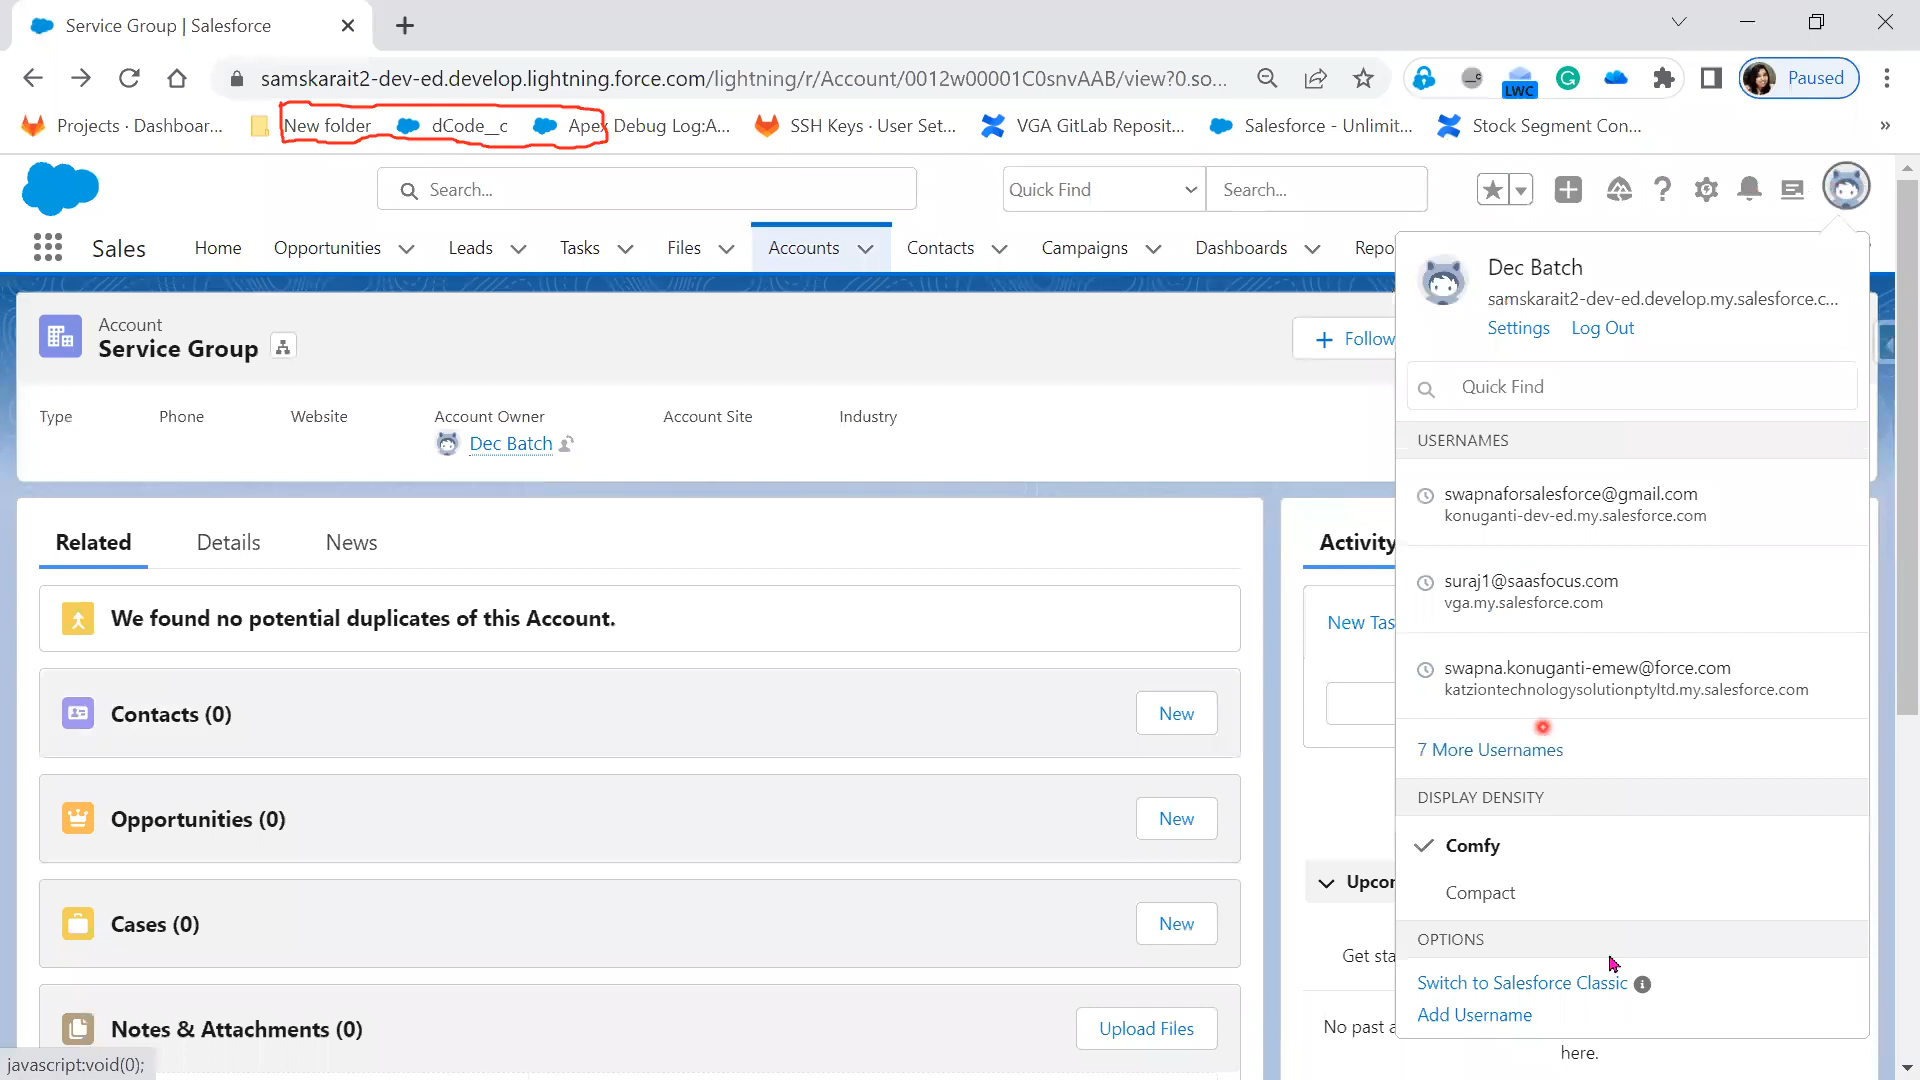 Service Group | Salesforce
samskarait2-dev-ed.develop.lightning.force.com/lightning/r/Account/0012w00001C0snvAAB/view?0.so...
LWC
Paused
Projects · Dashboar...
New folder
dCode__c
Apex Debug Log:A...
SSH Keys · User Set...
VGA GitLab Reposit...
Salesforce - Unlimit...
Stock Segment Con...
»
Search...
Quick Find
Search...
Sales
Home
Opportunities
Leads
Tasks
Files
Accounts
Contacts
Campaigns
Dashboards
Repo
Account
Service Group
+ Follow
Type
Phone
Website
Account Owner
Dec Batch
Account Site
Industry
Related
Details
News
We found no potential duplicates of this Account.
Contacts (0)
New
Opportunities (0)
New
Cases (0)
New
Notes & Attachments (0)
Upload Files
Activity
New Tas
Upcor
Get sta
No past a
here.
Dec Batch
samskarait2-dev-ed.develop.my.salesforce.c...
Settings
Log Out
Quick Find
USERNAMES
swapnaforsalesforce@gmail.com
konuganti-dev-ed.my.salesforce.com
suraj1@saasfocus.com
vga.my.salesforce.com
swapna.konuganti-emew@force.com
katziontechnologysolutionptyltd.my.salesforce.com
7 More Usernames
DISPLAY DENSITY
Comfy
Compact
OPTIONS
Switch to Salesforce Classic
Add Username
javascript:void(0);